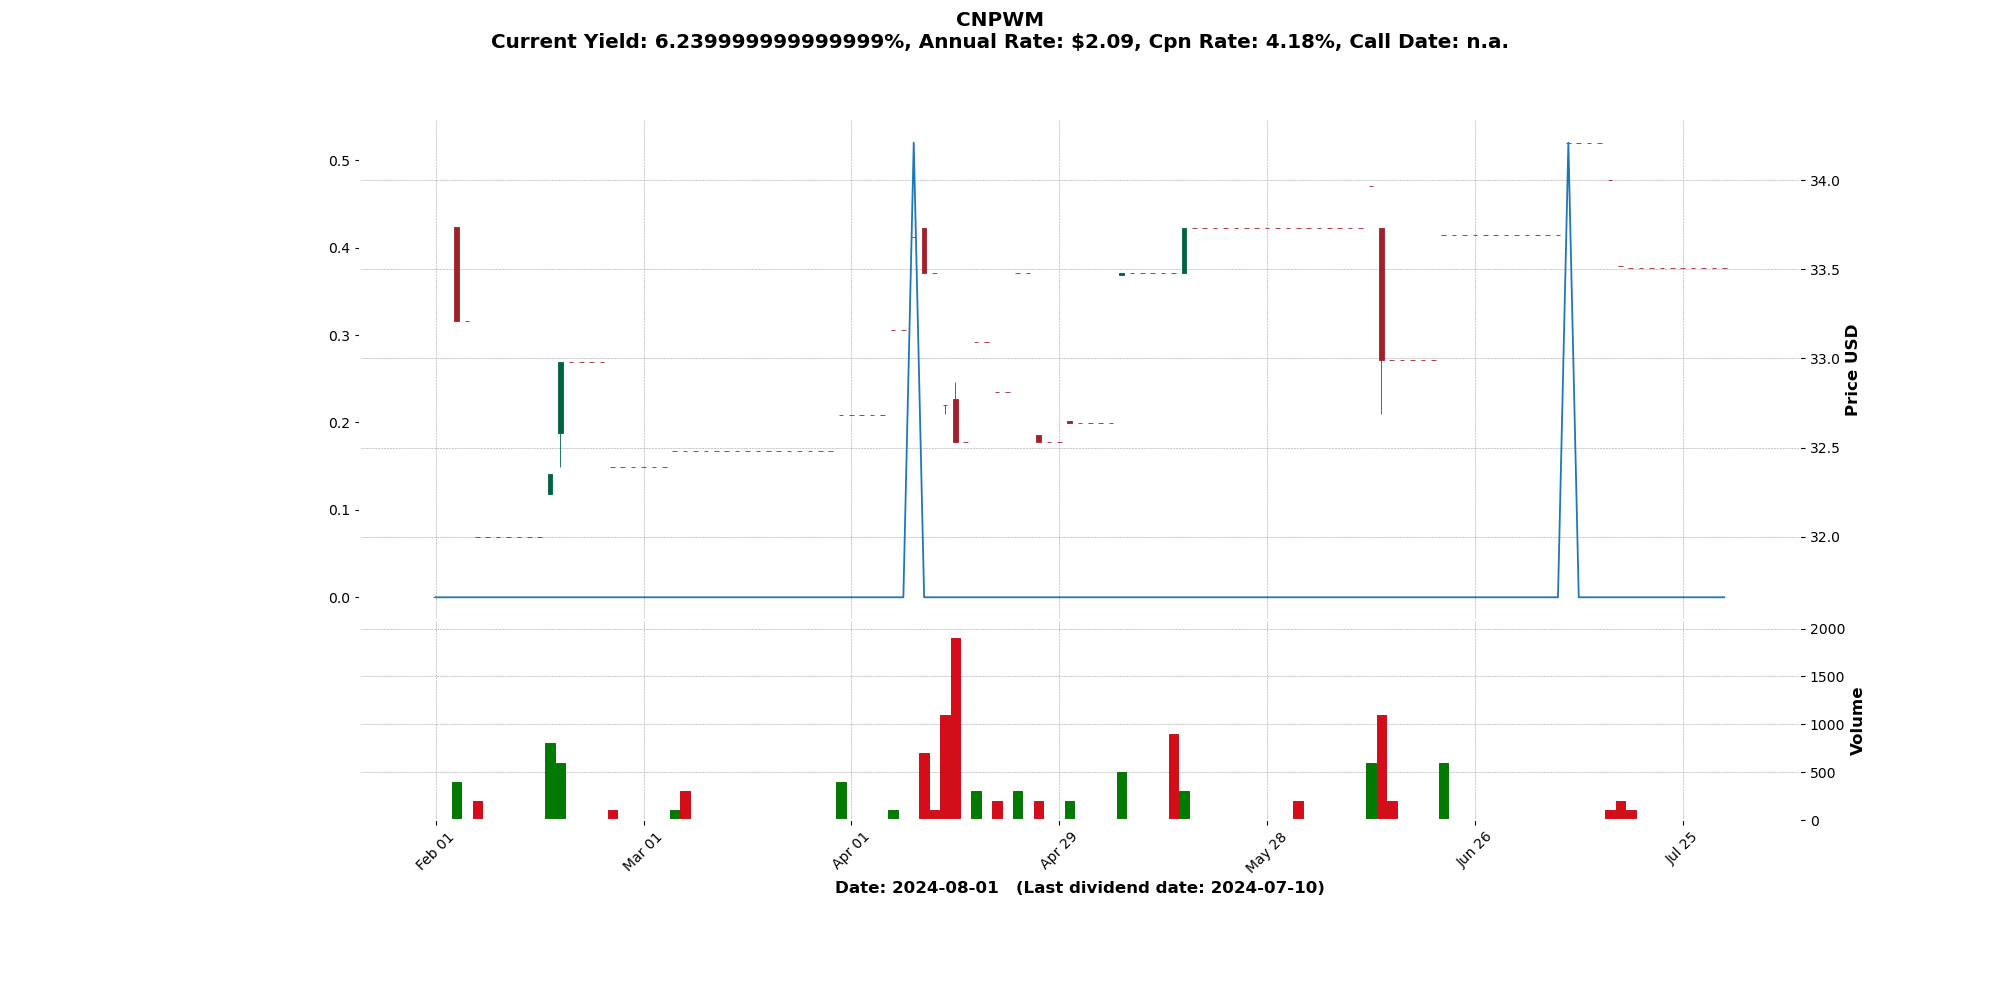 CNPWM
Current Yield: 6.239999999999999%, Annual Rate: $2.09, Cpn Rate: 4.18%, Call Date: n.a.
0.5
0.4
0.3
0.2
0.1
0.0
34.0
33.5
33.0
32.5
32.0
Price USD
2000
1500
1000
500
0
Volume
Feb 01
Mar 01
Apr 01
Apr 29
May 28
Jun 26
Jul 25
Date: 2024-08-01   (Last dividend date: 2024-07-10)